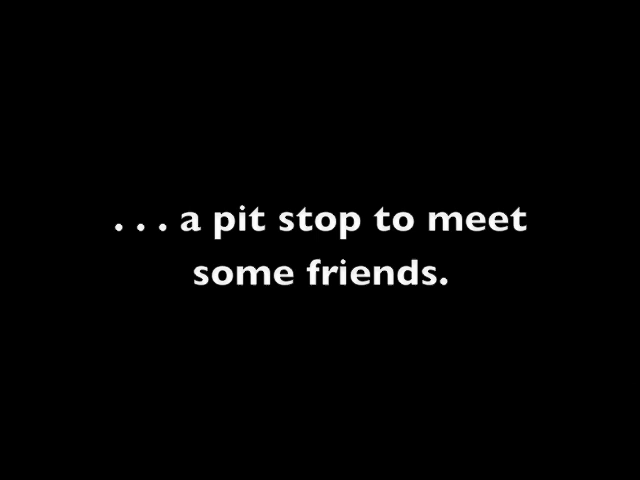 . . . a pit stop to meet
some friends.